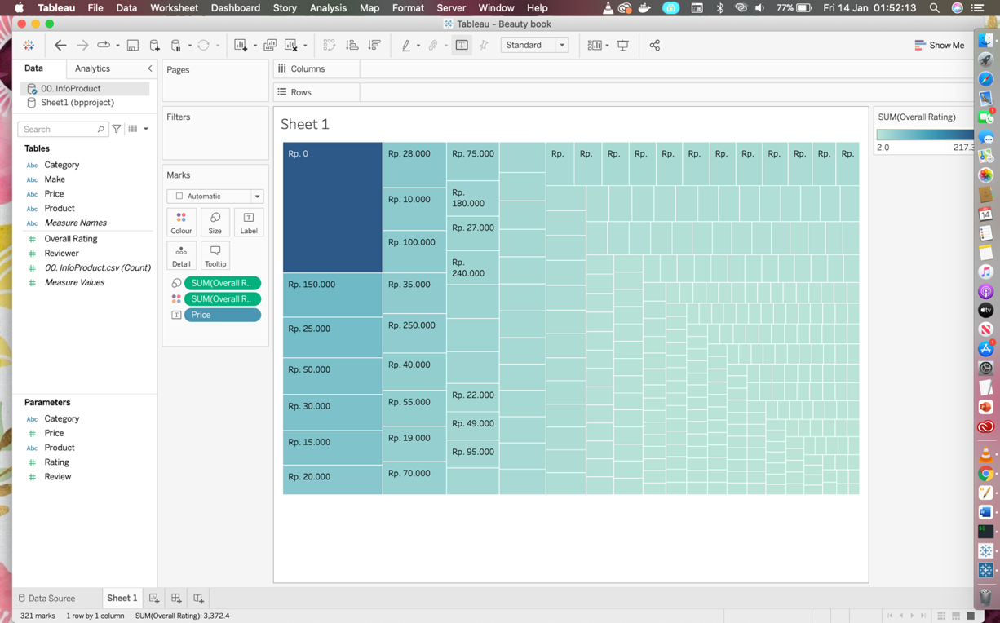 Tableau File Data Worksheet Dashboard Story Analysis Map Format Server Window Help 77% Fri 14 Jan 01:52:13
Tableau - Beauty book
Standard
Show Me
Data Analytics
00. InfoProduct
Sheet1 (bpproject)
Search
Tables
Abc Category
Abc Make
Abc Price
Abc Product
Abc Measure Names
# Overall Rating
# Reviewer
# 00. InfoProduct.csv (Count)
# Measure Values
Parameters
Abc Category
# Price
Abc Product
# Rating
# Review
Pages
Filters
Marks
Automatic
Colour Size Label
Detail Tooltip
SUM(Overall R..
SUM(Overall R..
T Price
Columns
Rows
Sheet 1
Rp. 0
Rp. 150.000
Rp. 25.000
Rp. 50.000
Rp. 30.000
Rp. 15.000
Rp. 20.000
Rp. 28.000
Rp. 10.000
Rp. 100.000
Rp. 35.000
Rp. 250.000
Rp. 40.000
Rp. 55.000
Rp. 19.000
Rp. 70.000
Rp. 75.000
Rp.
180.000
Rp. 27.000
Rp.
240.000
Rp. 22.000
Rp. 49.000
Rp. 95.000
Rp. Rp. Rp. Rp. Rp. Rp. Rp. Rp. Rp. Rp. Rp. Rp.
SUM(Overall Rating)
2.0 217.3
Data Source Sheet 1
321 marks 1 row by 1 column SUM(Overall Rating): 3,372.4